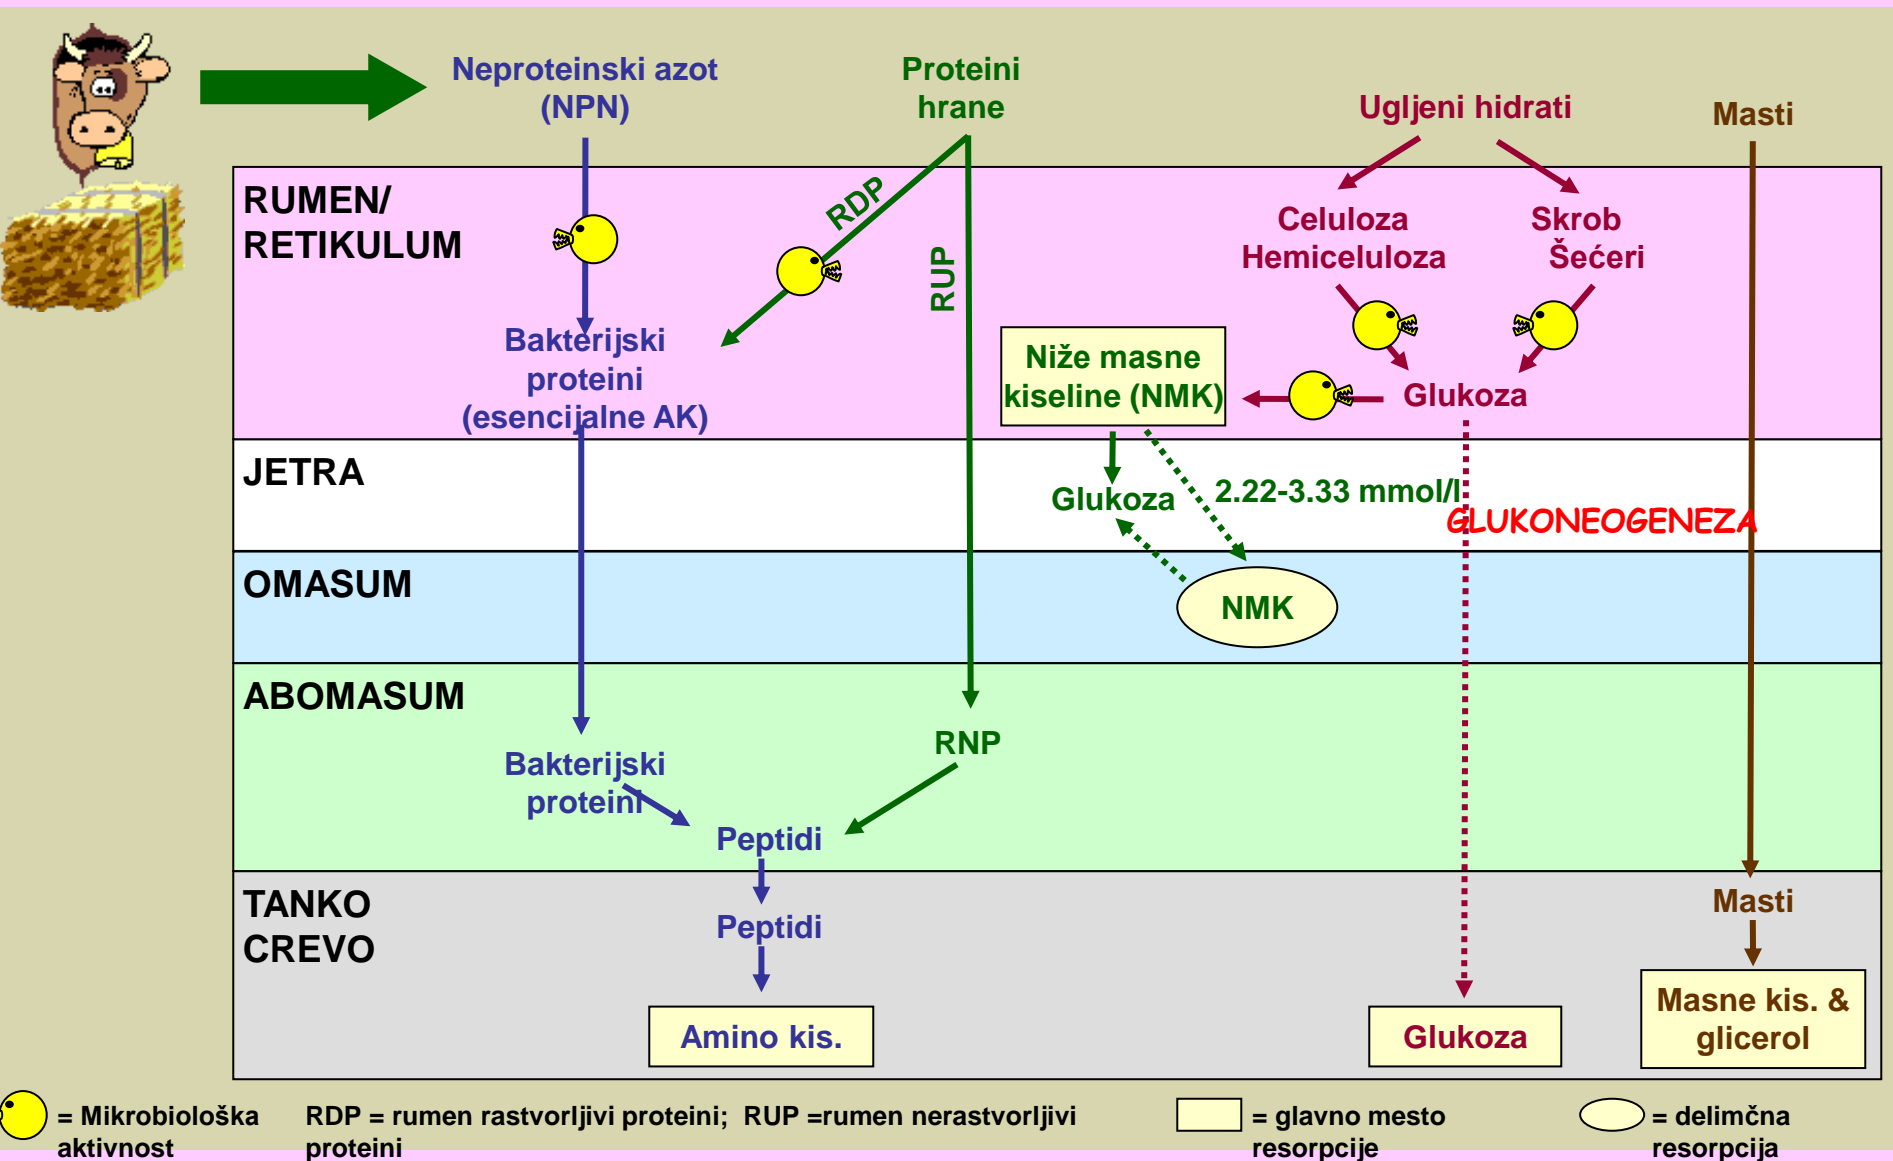 Neproteinski azot
(NPN)
Proteini
hrane
Ugljeni hidrati
Masti
RUMEN/
RETIKULUM
RDP
RUP
Celuloza
Hemiceluloza
Skrob
Šećeri
Bakterijski
proteini
(esencijalne AK)
Niže masne
kiseline (NMK)
Glukoza
JETRA
Glukoza
2.22-3.33 mmol/l
GLUKONEOGENEZA
OMASUM
NMK
ABOMASUM
Bakterijski
proteini
RNP
Peptidi
TANKO
CREVO
Peptidi
Masti
Amino kis.
Glukoza
Masne kis. &
glicerol
= Mikrobiološka
aktivnost
RDP = rumen rastvorljivi proteini; RUP =rumen nerastvorljivi
proteini
= glavno mesto
resorpcije
= delimčna
resorpcija